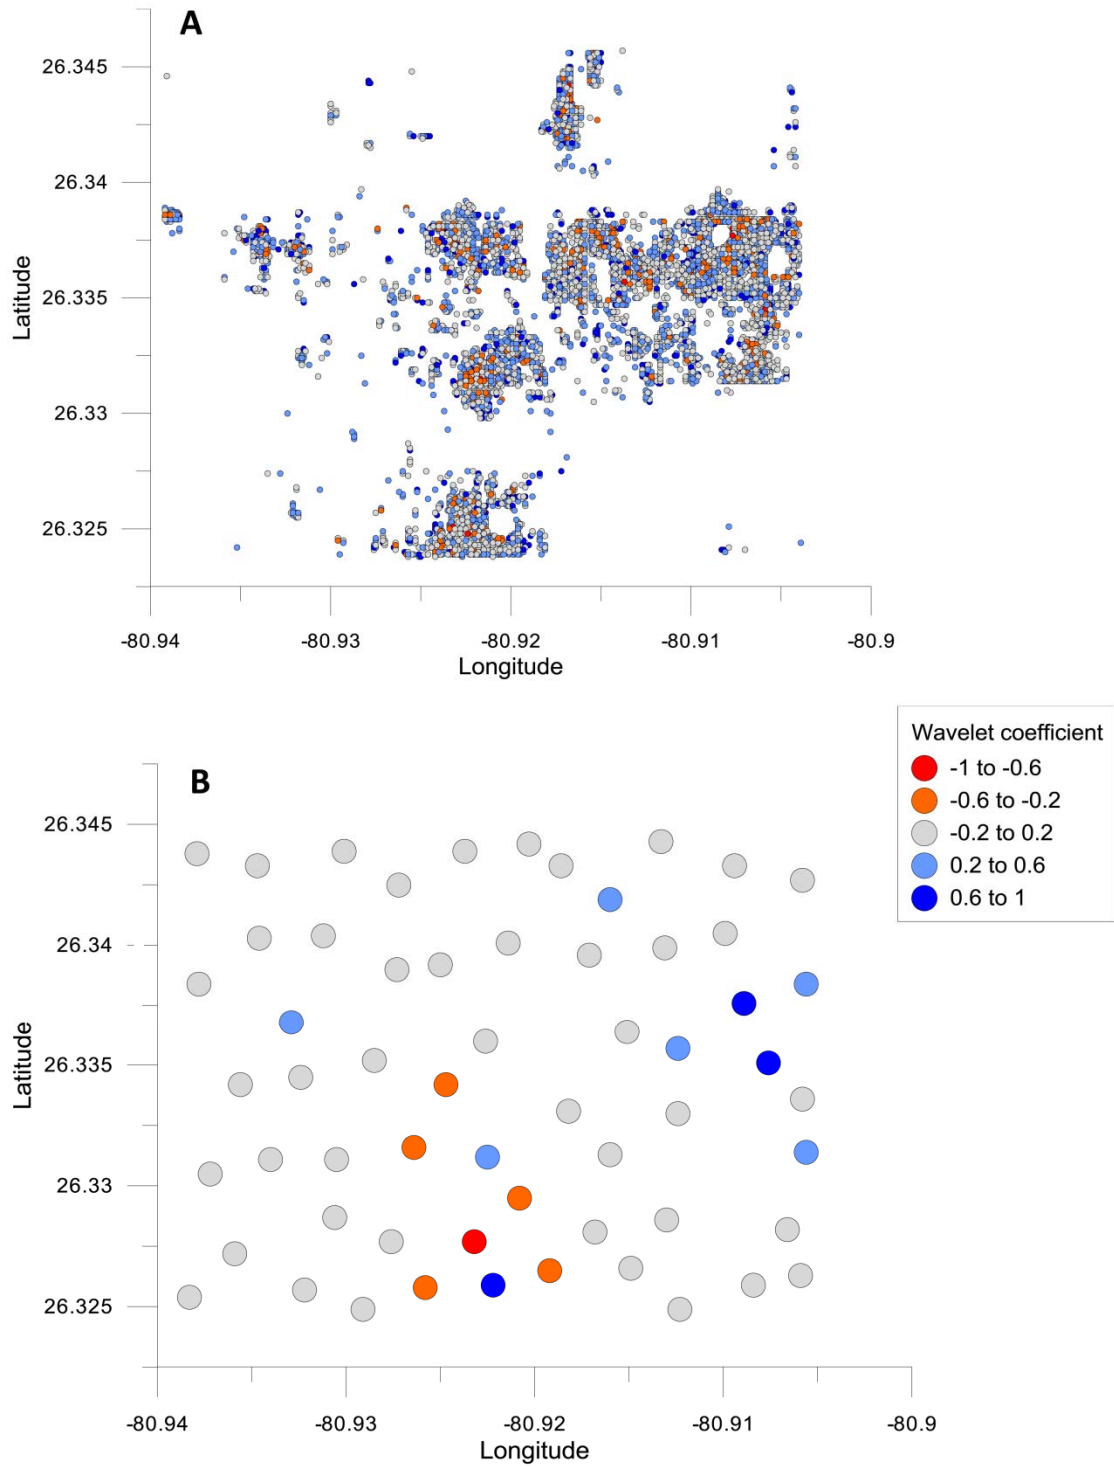 A
26.345
26.34
26.335
26.33
26.325
Latitude
-80.94
-80.93
-80.92
-80.91
-80.9
Longitude
Wavelet coefficient
-1 to -0.6
-0.6 to -0.2
-0.2 to 0.2
0.2 to 0.6
0.6 to 1
B
26.345
26.34
26.335
26.33
26.325
Latitude
-80.94
-80.93
-80.92
-80.91
-80.9
Longitude